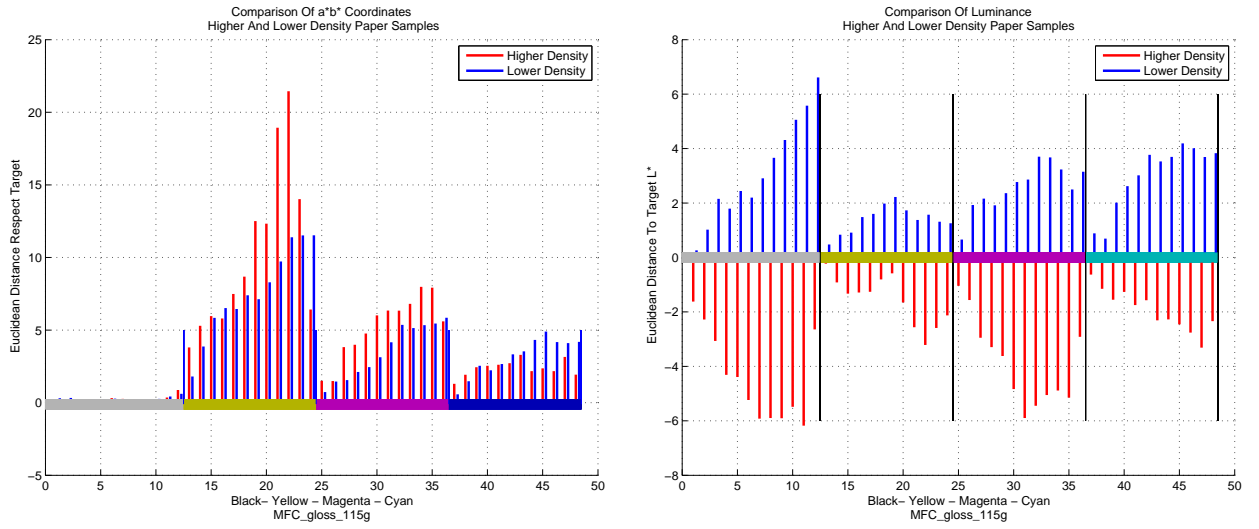 Comparison Of a*b* Coordinates
Higher And Lower Density Paper Samples
25
20
15
10
5
0
−5
Euclidean Distance Respect Target
Higher Density
Lower Density
0 5 10 15 20 25 30 35 40 45 50
Black− Yellow − Magenta − Cyan
MFC_gloss_115g
Comparison Of Luminance
Higher And Lower Density Paper Samples
8
6
4
2
0
−2
−4
−6
−8
Euclidean Distance To Target L*
Higher Density
Lower Density
0 5 10 15 20 25 30 35 40 45 50
Black− Yellow − Magenta − Cyan
MFC_gloss_115g